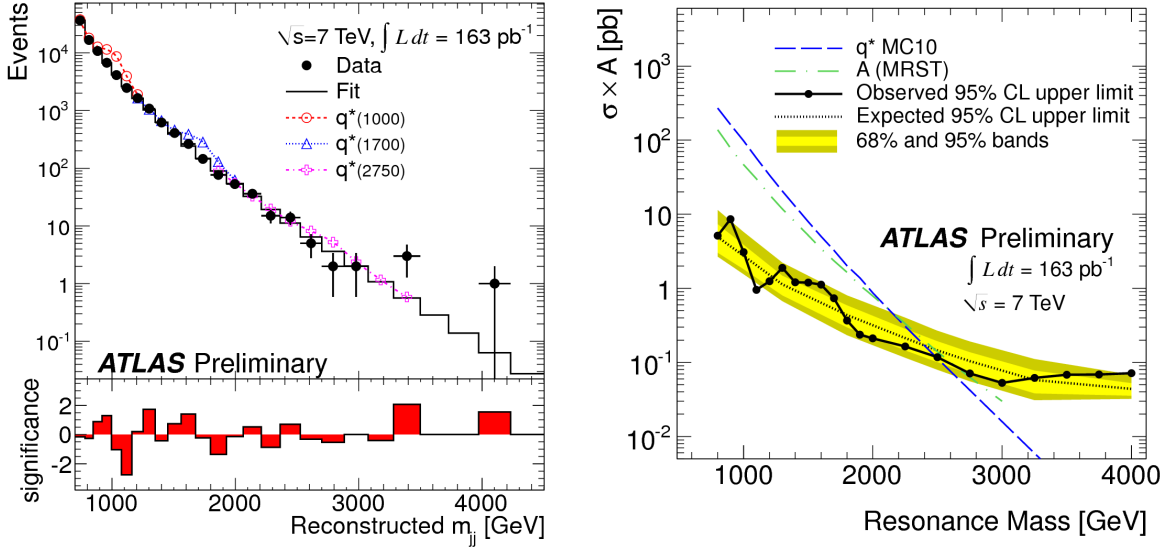 Events
10⁴
10³
10²
10
1
10⁻¹
√s=7 TeV, ∫ L dt = 163 pb⁻¹
Data
Fit
q*(1000)
q*(1700)
q*(2750)
ATLAS Preliminary
significance
2
0
-2
1000 2000 3000 4000
Reconstructed mjj [GeV]
σ × A [pb]
10³
10²
10
1
10⁻¹
10⁻²
q* MC10
A (MRST)
Observed 95% CL upper limit
Expected 95% CL upper limit
68% and 95% bands
ATLAS Preliminary
∫ L dt = 163 pb⁻¹
√s = 7 TeV
1000 2000 3000 4000
Resonance Mass [GeV]